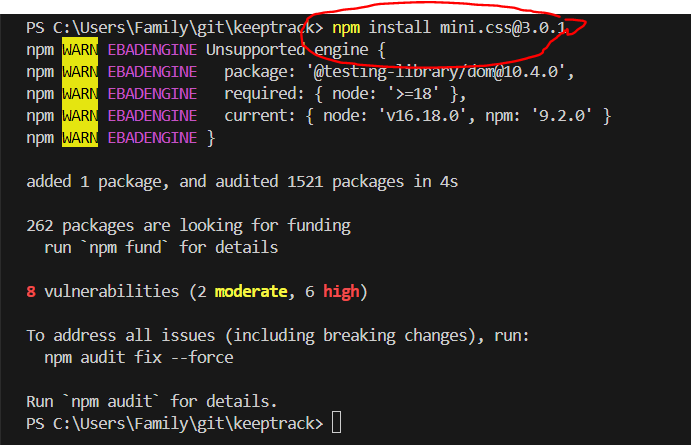 PS C:\Users\Family\git\keeptrack> npm install mini.css@3.0.1
npm WARN EBADENGINE Unsupported engine {
npm WARN EBADENGINE   package: '@testing-library/dom@10.4.0',
npm WARN EBADENGINE   required: { node: '>=18' },
npm WARN EBADENGINE   current: { node: 'v16.18.0', npm: '9.2.0' }
npm WARN EBADENGINE }
added 1 package, and audited 1521 packages in 4s
262 packages are looking for funding
  run `npm fund` for details
8 vulnerabilities (2 moderate, 6 high)
To address all issues (including breaking changes), run:
  npm audit fix --force
Run `npm audit` for details.
PS C:\Users\Family\git\keeptrack>